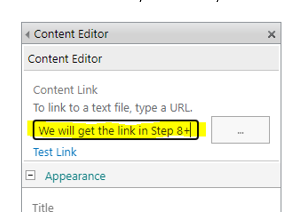 Content Editor
Content Editor
Content Link
To link to a text file, type a URL.
We will get the link in Step 8+
...
Test Link
Appearance
Title